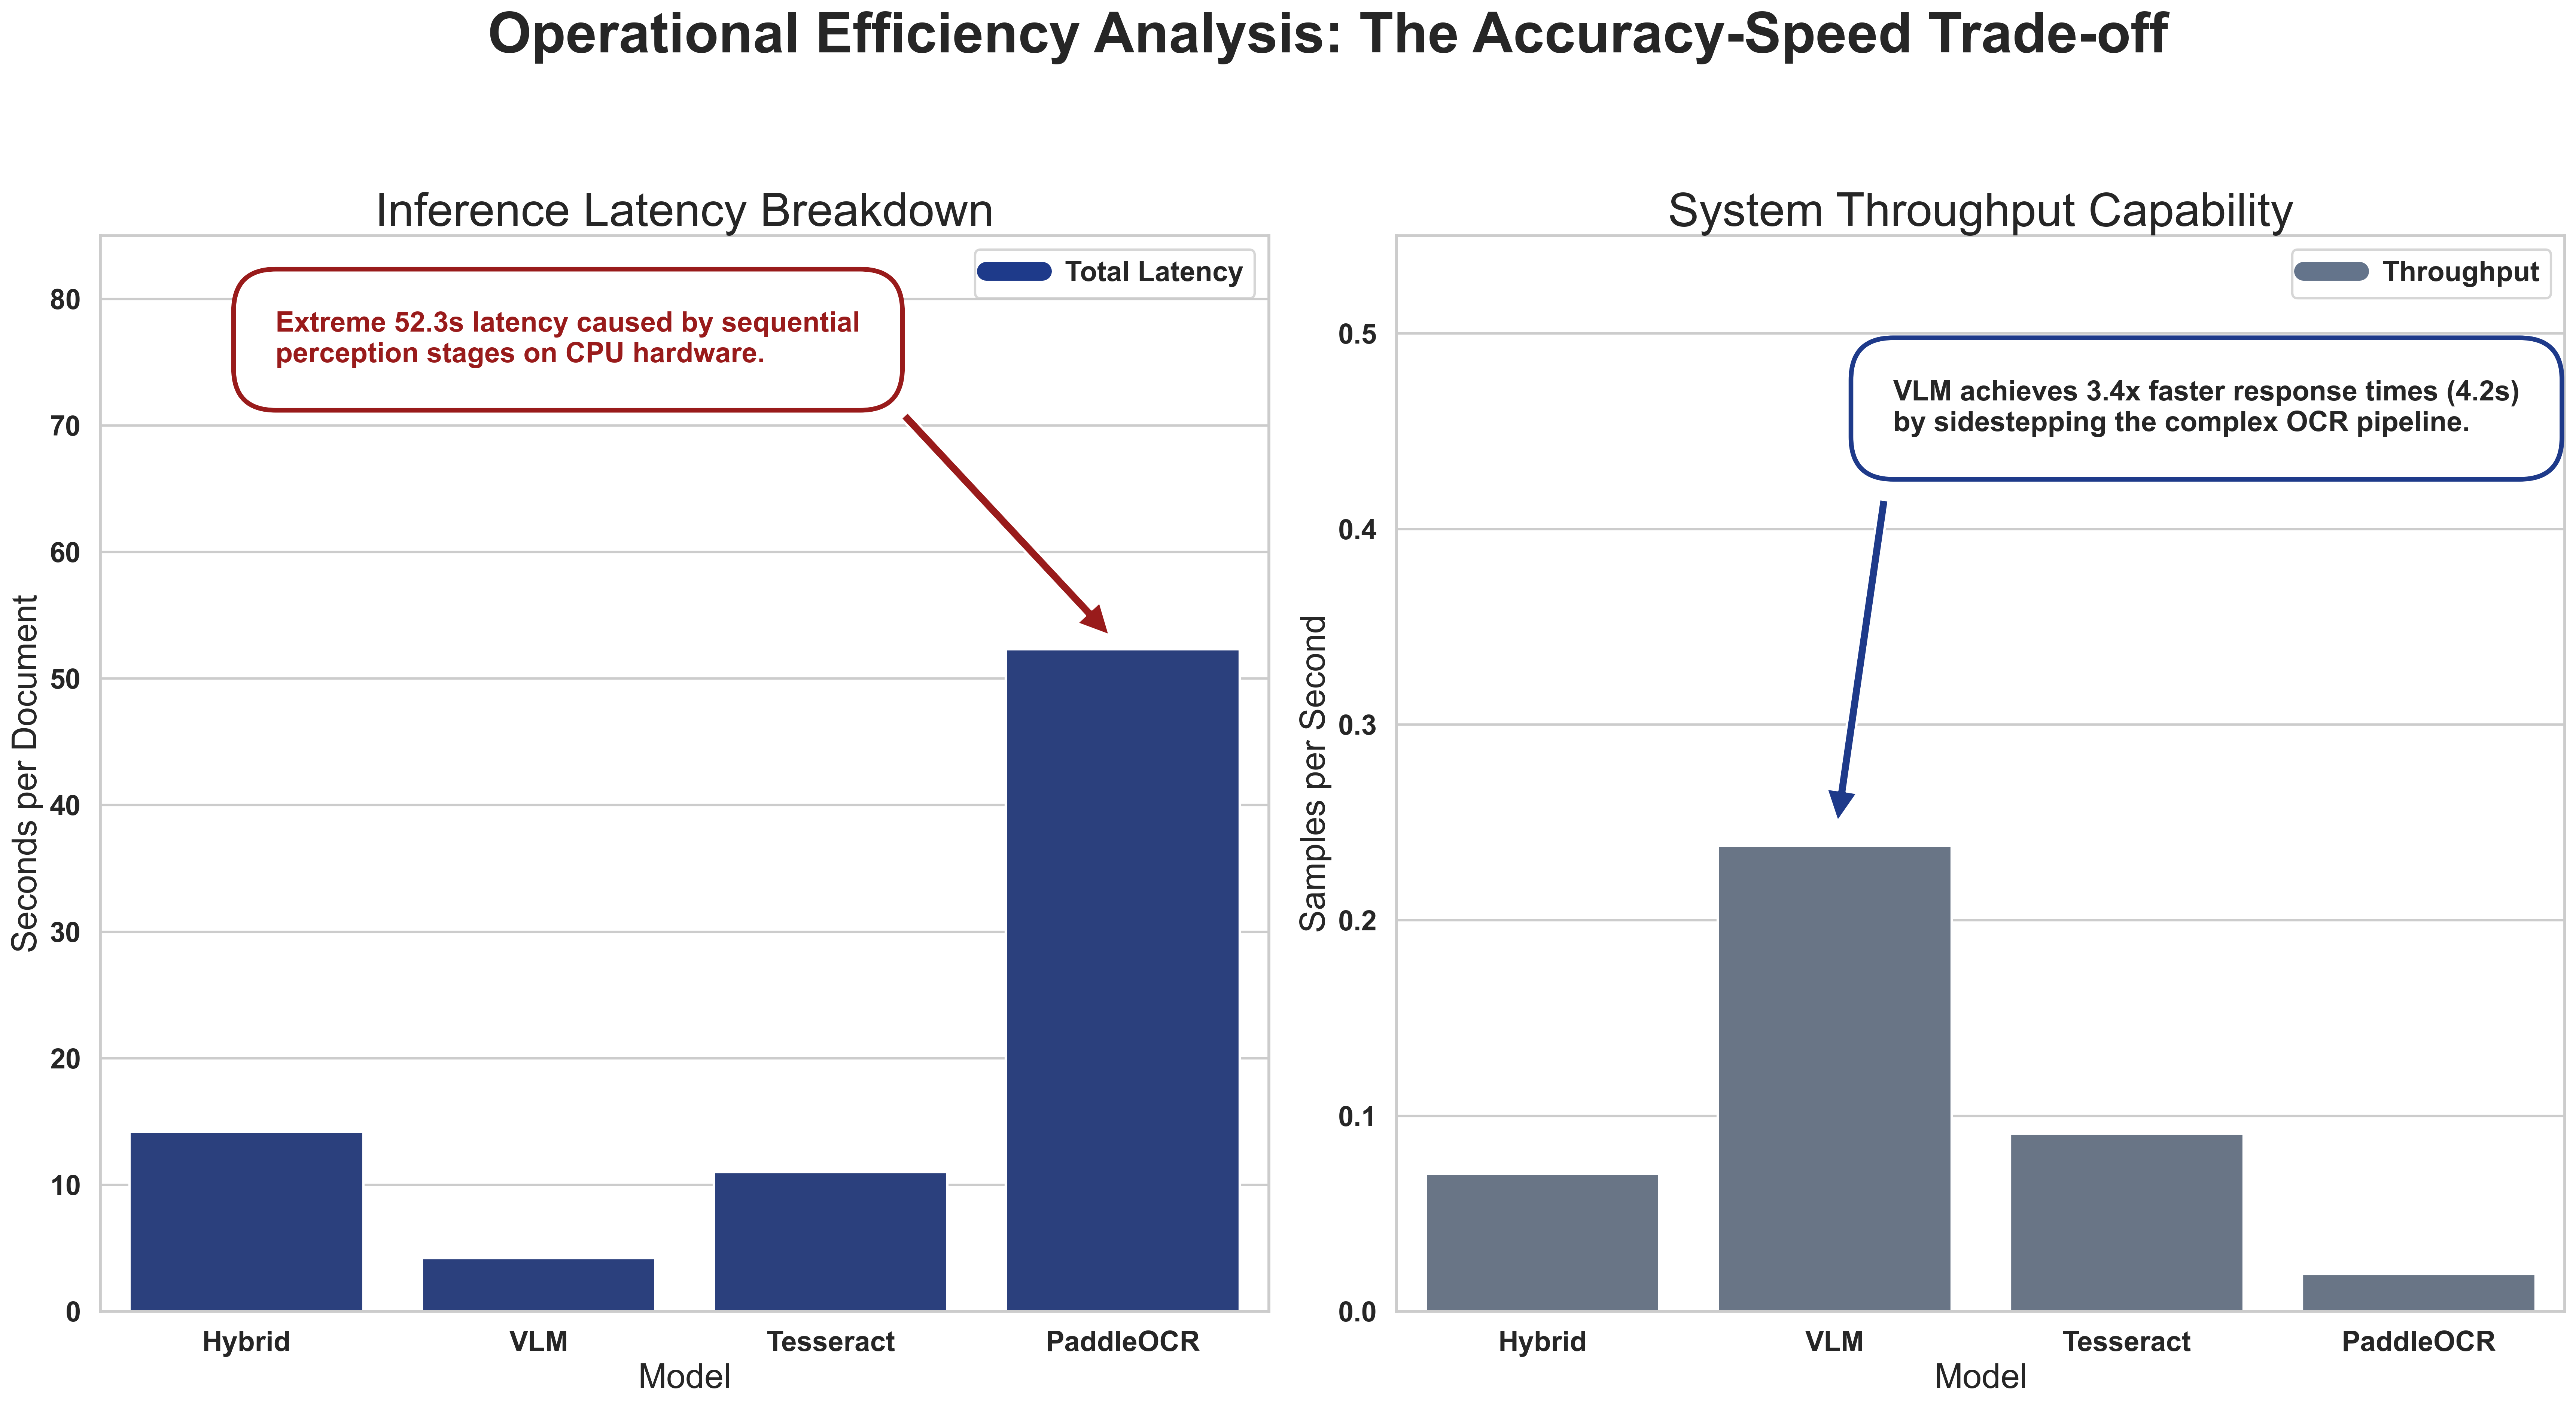 Operational Efficiency Analysis: The Accuracy-Speed Trade-off
Inference Latency Breakdown
Total Latency
Extreme 52.3s latency caused by sequential
perception stages on CPU hardware.
Seconds per Document
80
70
60
50
40
30
20
10
0
Hybrid
VLM
Tesseract
PaddleOCR
Model
System Throughput Capability
Throughput
VLM achieves 3.4x faster response times (4.2s)
by sidestepping the complex OCR pipeline.
Samples per Second
0.5
0.4
0.3
0.2
0.1
0.0
Hybrid
VLM
Tesseract
PaddleOCR
Model